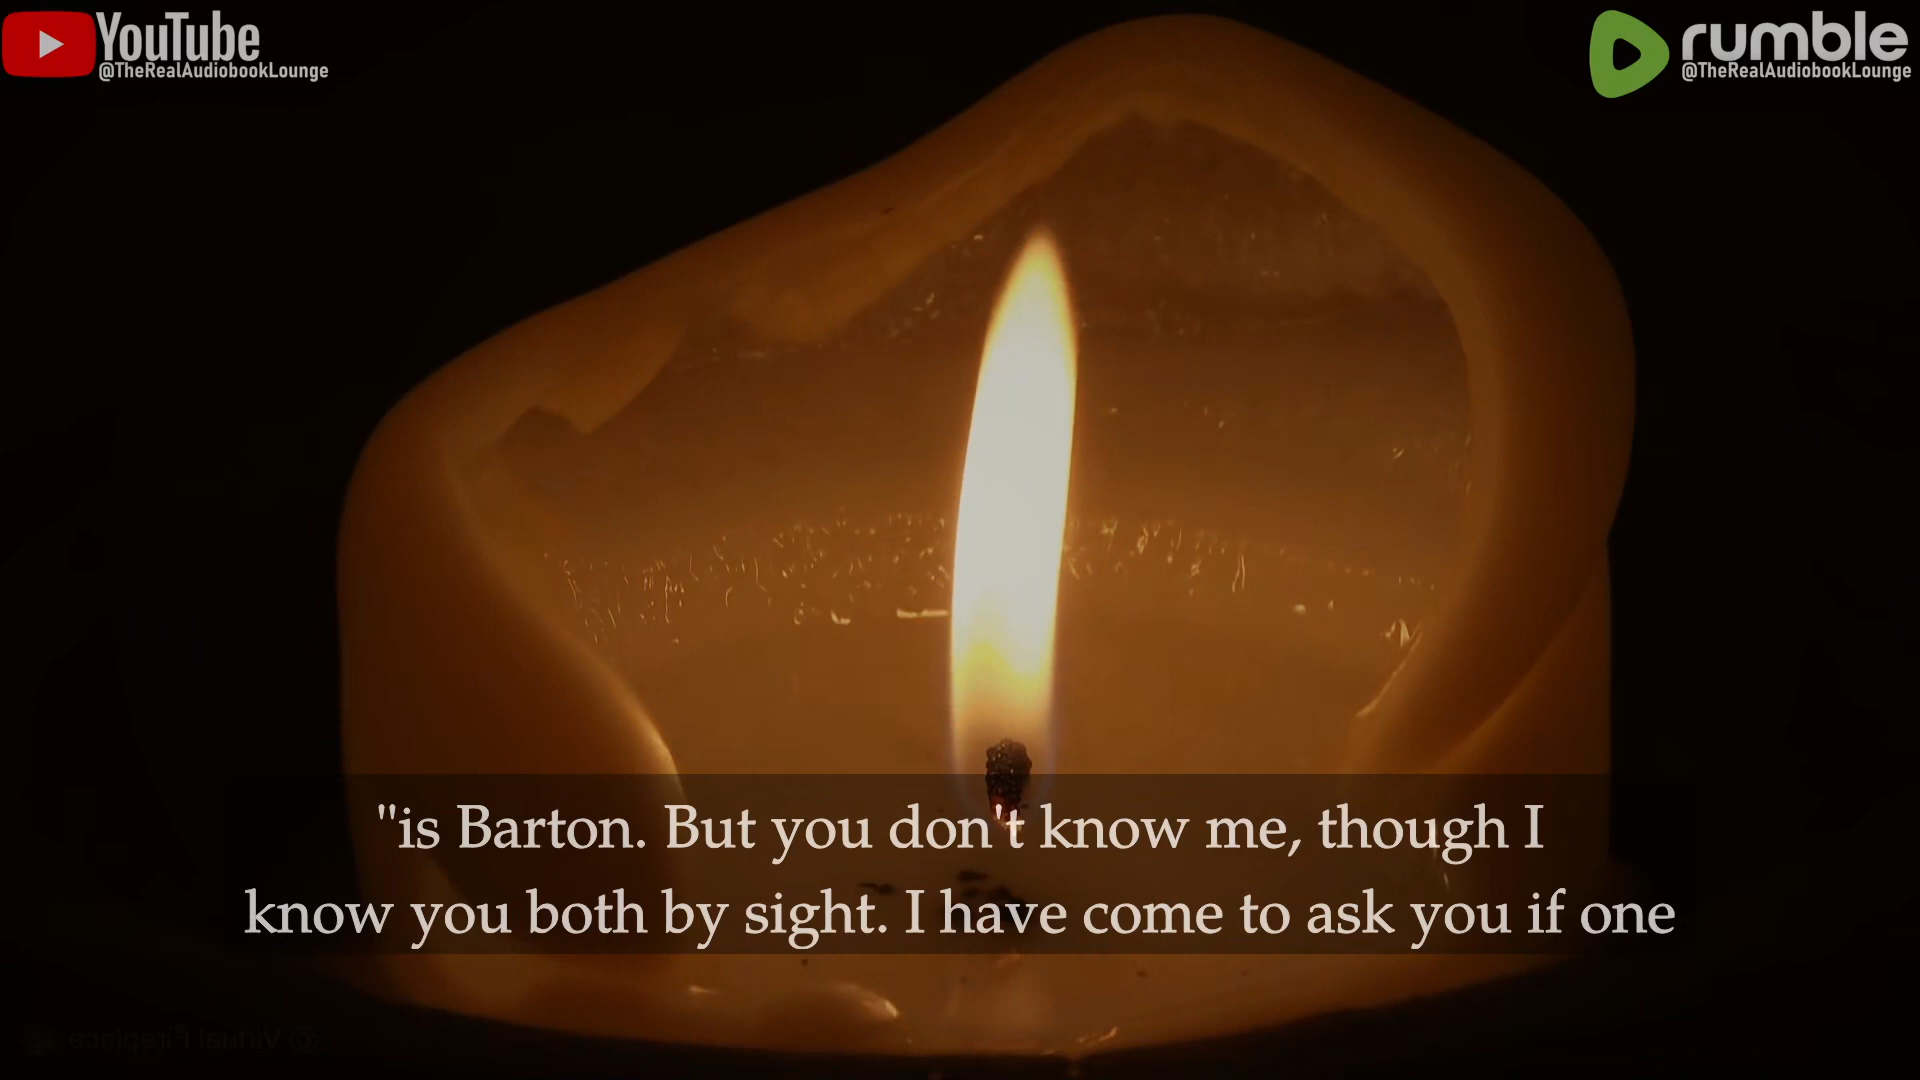 YouTube
@TheRealAudiobookLounge
rumble
@TheRealAudiobookLounge
"is Barton. But you don't know me, though I
know you both by sight. I have come to ask you if one